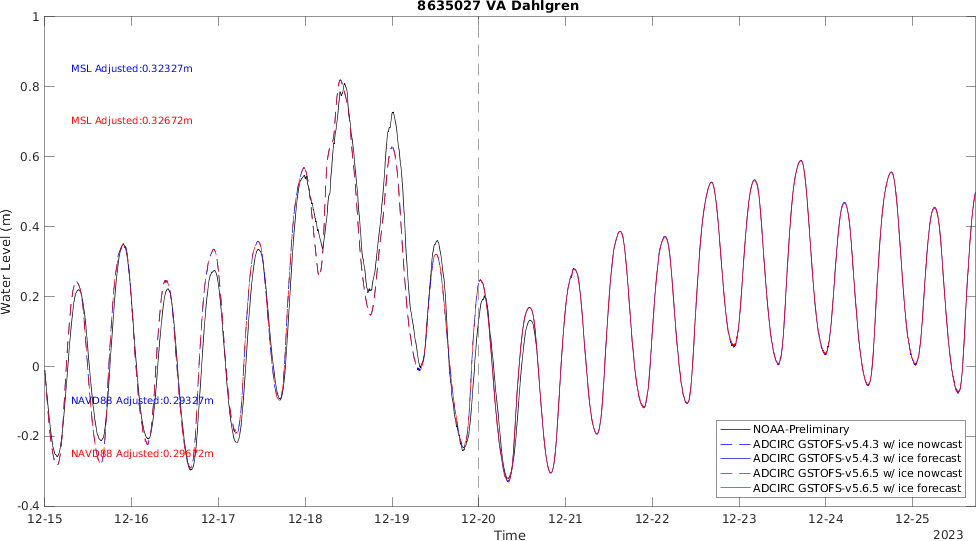 8635027 VA Dahlgren
Water Level (m)
1
0.8
0.6
0.4
0.2
0
-0.2
-0.4
MSL Adjusted:0.32327m
MSL Adjusted:0.32672m
NAVD88 Adjusted:0.29327m
NAVD88 Adjusted:0.29672m
NOAA-Preliminary
ADCIRC GSTOFS-v5.4.3 w/ ice nowcast
ADCIRC GSTOFS-v5.4.3 w/ ice forecast
ADCIRC GSTOFS-v5.6.5 w/ ice nowcast
ADCIRC GSTOFS-v5.6.5 w/ ice forecast
12-15 12-16 12-17 12-18 12-19 12-20 12-21 12-22 12-23 12-24 12-25
Time
2023